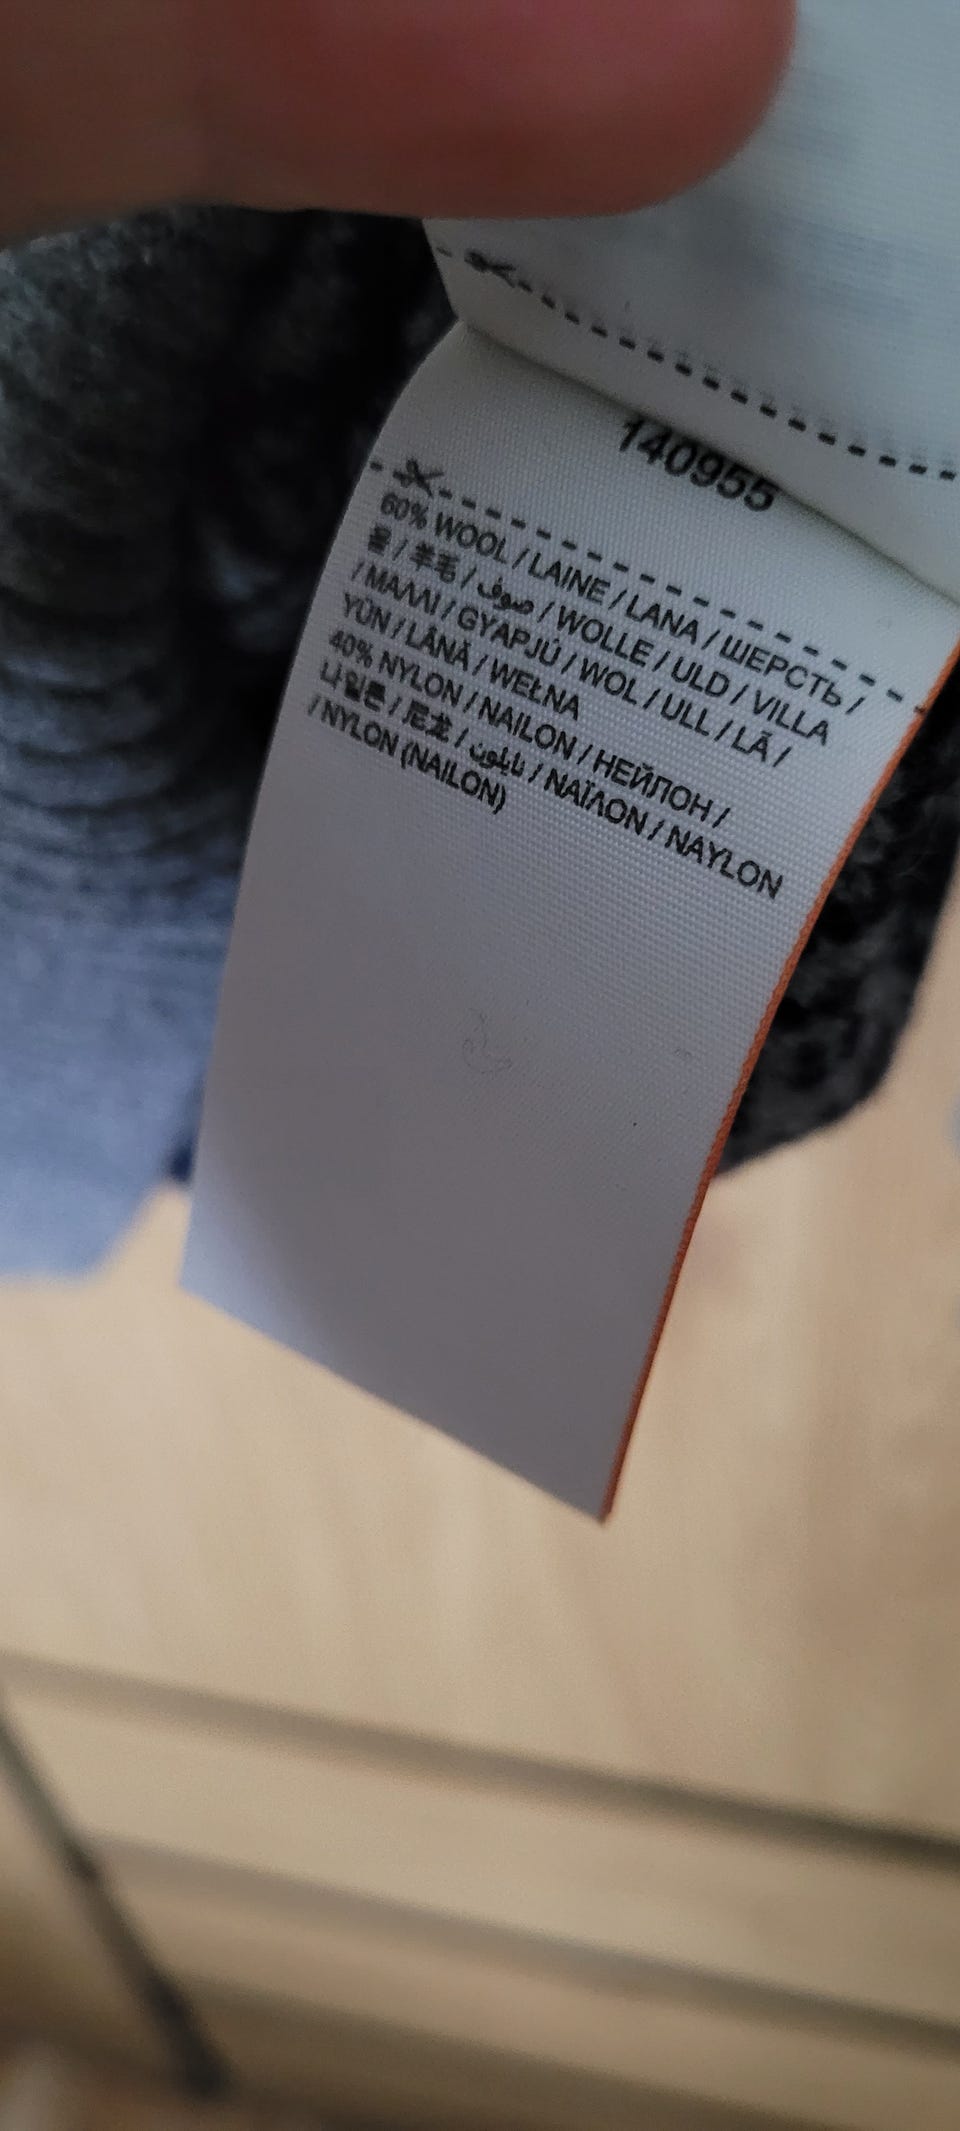 140955
60% WOOL / LAINE / LANA / ШЕРСТЬ /
울 / 羊毛 / صوف / WOLLE / ULD / VILLA
/ ΜΑΛΛΙ / GYAPJÚ / WOL / ULL / LÃ /
YÜN / LÂNĂ / WEŁNA
40% NYLON / NAILON / НЕЙЛОН /
나일론 / 尼龙 / نايلون / ΝΑΪΛΟΝ / NAYLON
/ NYLON (NAILON)